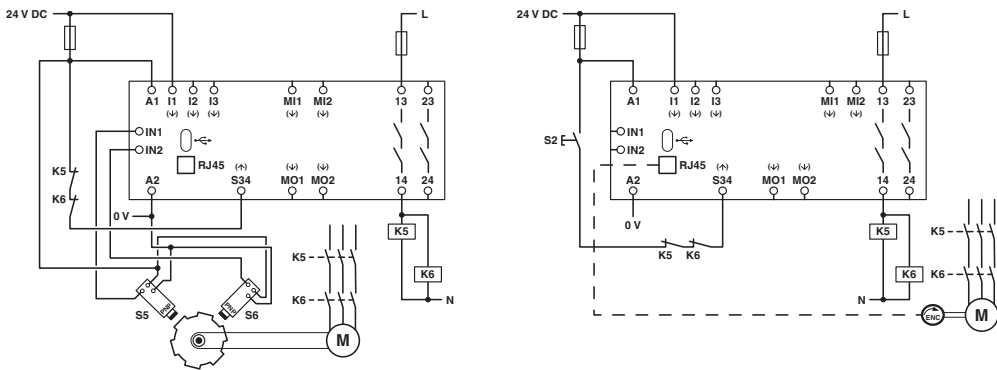 24 V DC
L
A1 I1 I2 I3 MI1 MI2 13 23
IN1
IN2
RJ45
K5
K6
A2 S34 MO1 MO2 14 24
0 V
K5
K6
K5
K6
N
PNP PNP
S5 S6
M
24 V DC
L
A1 I1 I2 I3 MI1 MI2 13 23
S2
IN1
IN2
RJ45
A2 S34 MO1 MO2 14 24
0 V
K5 K6
K5
K6
K5
K6
N
ENC
M